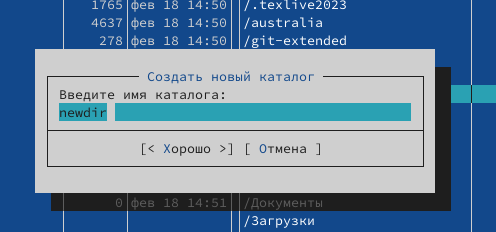 1765 фев 18 14:50 /.texlive2023
4637 фев 18 14:50 /australia
278 фев 18 14:50 /git-extended
Создать новый каталог
Введите имя каталога:
newdir
[< Хорошо >] [ Отмена ]
0 фев 18 14:51 /Документы
/Загрузки